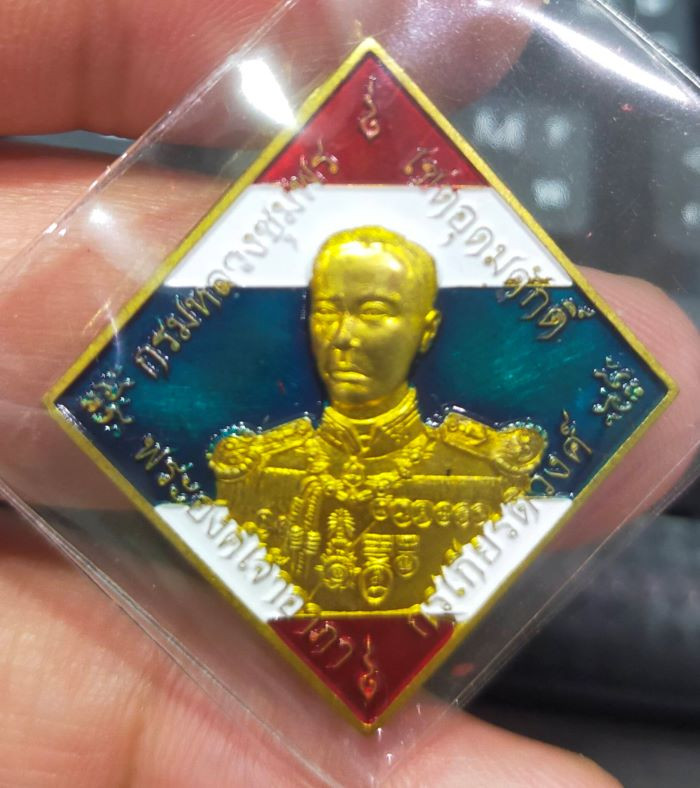 กรมหลวงชุมพร
เขตอุดมศักดิ์
พระองค์เจ้าอาภา
กรเกียรติวงศ์